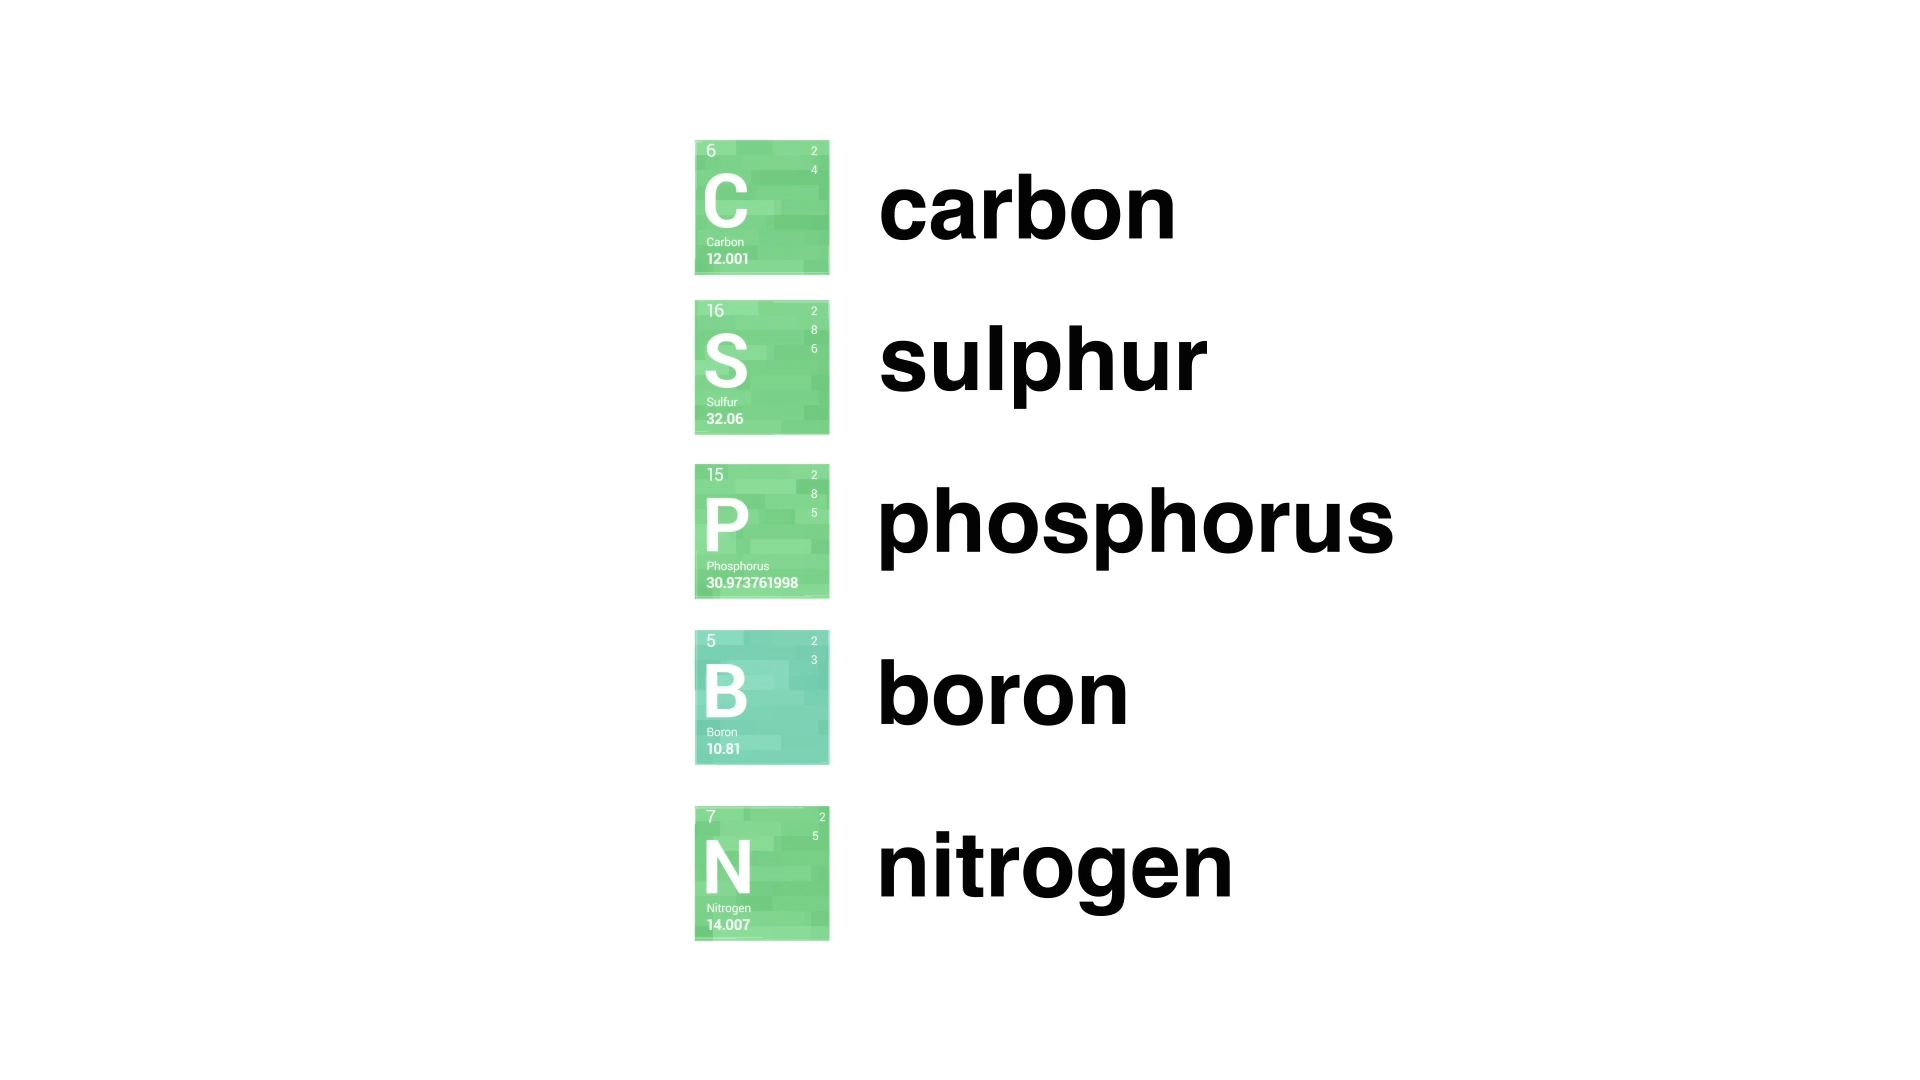 6 2
4
C
Carbon
12.001
carbon
16 2
8
6
S
Sulfur
32.06
sulphur
15 2
8
5
P
Phosphorus
30.973761998
phosphorus
5 2
3
B
Boron
10.81
boron
7 2
5
N
Nitrogen
14.007
nitrogen